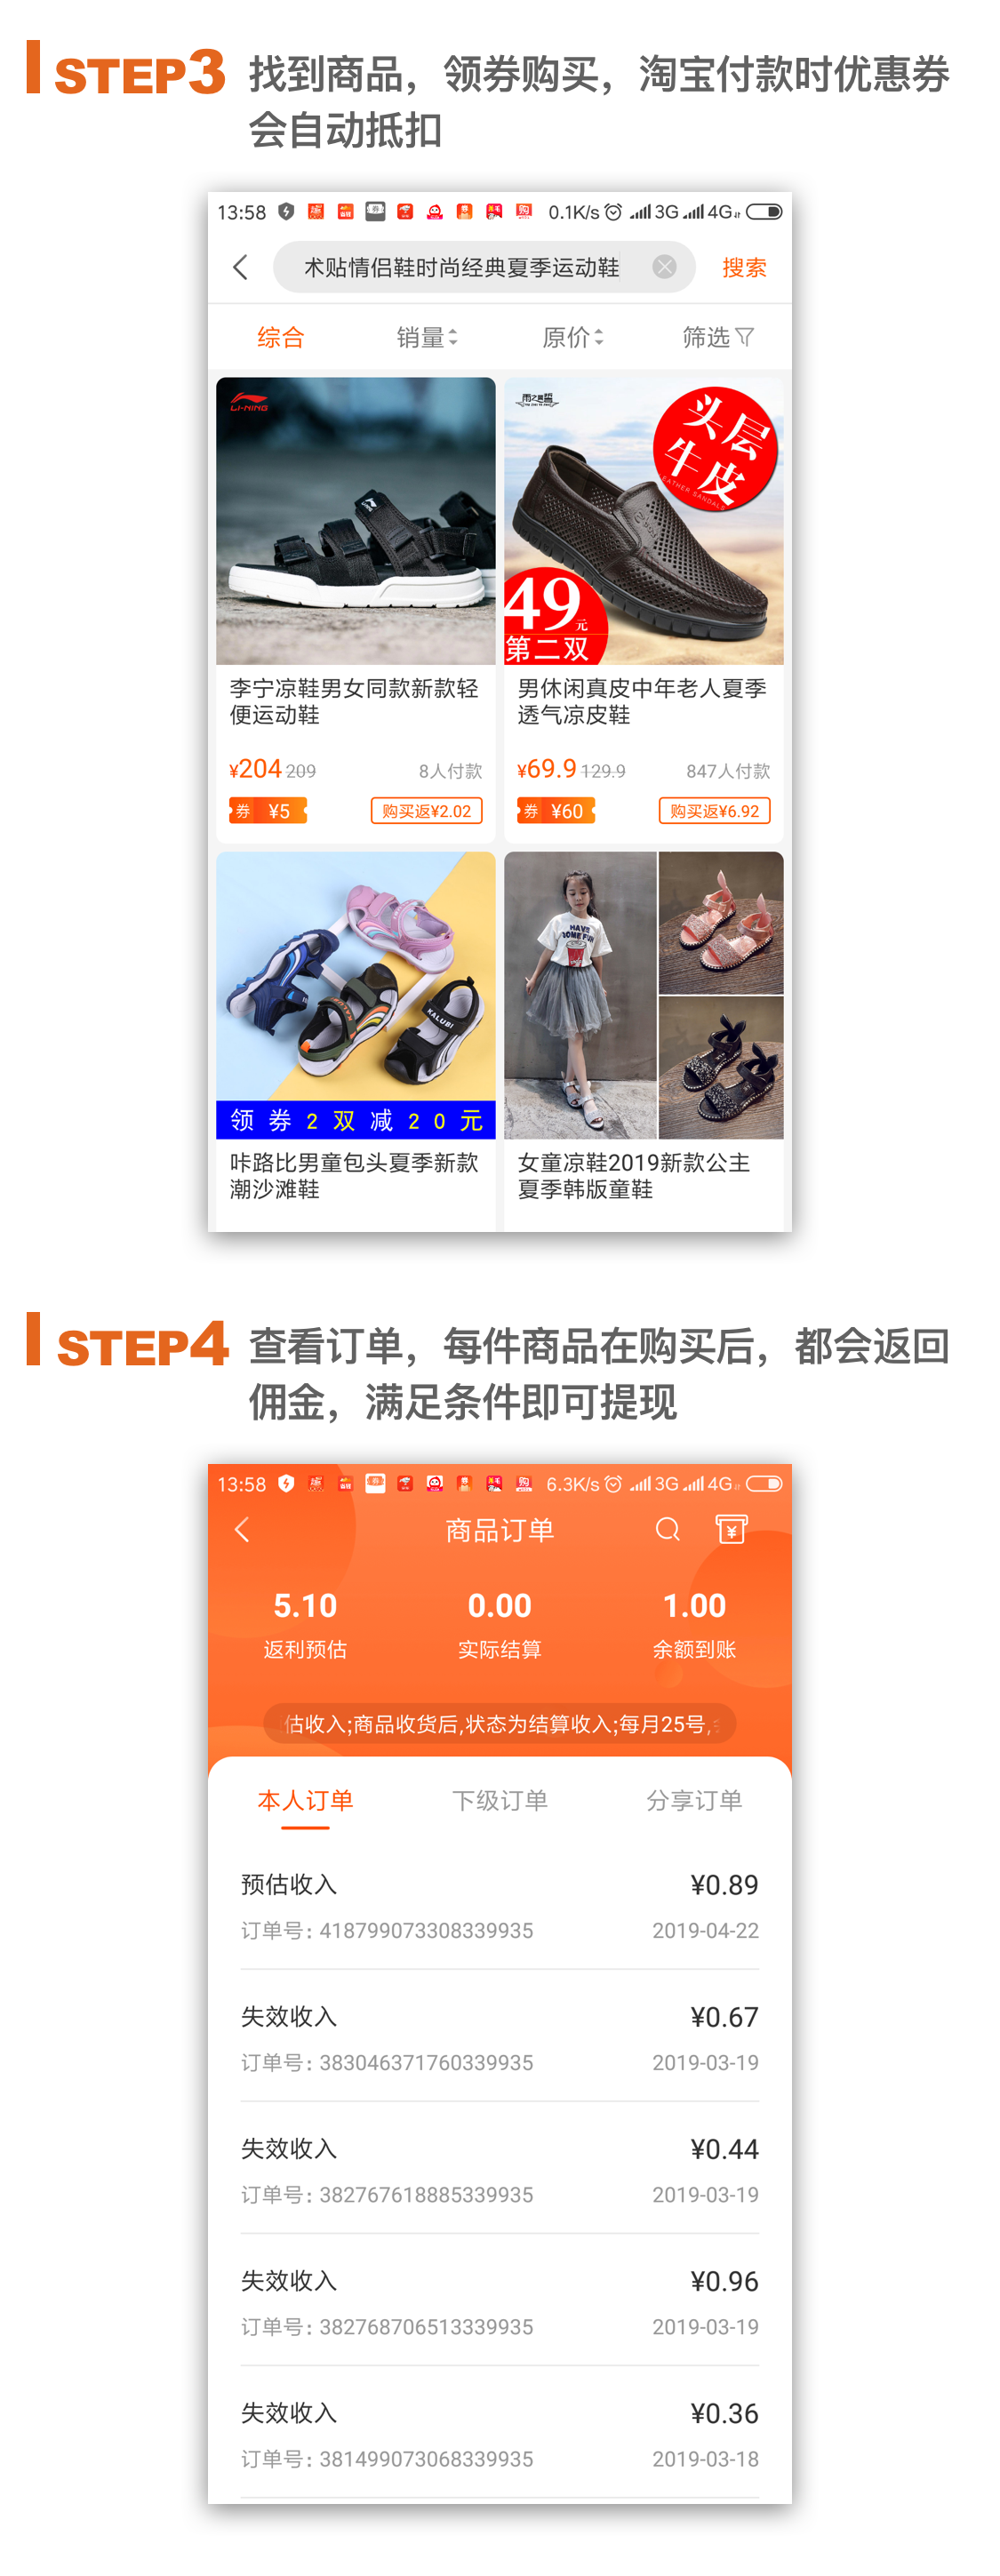 STEP3 找到商品，领券购买，淘宝付款时优惠券
会自动抵扣
13:58 0.1K/s 3G 4G
术贴情侣鞋时尚经典夏季运动鞋 搜索
综合 销量 原价 筛选
LI-NING
雨之誓
头层
牛皮
LEATHER SANDALS
49元
第二双
李宁凉鞋男女同款新款轻
便运动鞋
¥204 209 8人付款
券 ¥5 购买返¥2.02
男休闲真皮中年老人夏季
透气凉皮鞋
¥69.9 129.9 847人付款
券 ¥60 购买返¥6.92
KALUBI
领券2双减20元
HAVE
SOME FUN
咔路比男童包头夏季新款
潮沙滩鞋
女童凉鞋2019新款公主
夏季韩版童鞋
STEP4 查看订单，每件商品在购买后，都会返回
佣金，满足条件即可提现
13:58 6.3K/s 3G 4G
商品订单
5.10 0.00 1.00
返利预估 实际结算 余额到账
估收入;商品收货后,状态为结算收入;每月25号,
本人订单 下级订单 分享订单
预估收入 ¥0.89
订单号: 418799073308339935 2019-04-22
失效收入 ¥0.67
订单号: 383046371760339935 2019-03-19
失效收入 ¥0.44
订单号: 382767618885339935 2019-03-19
失效收入 ¥0.96
订单号: 382768706513339935 2019-03-19
失效收入 ¥0.36
订单号: 381499073068339935 2019-03-18